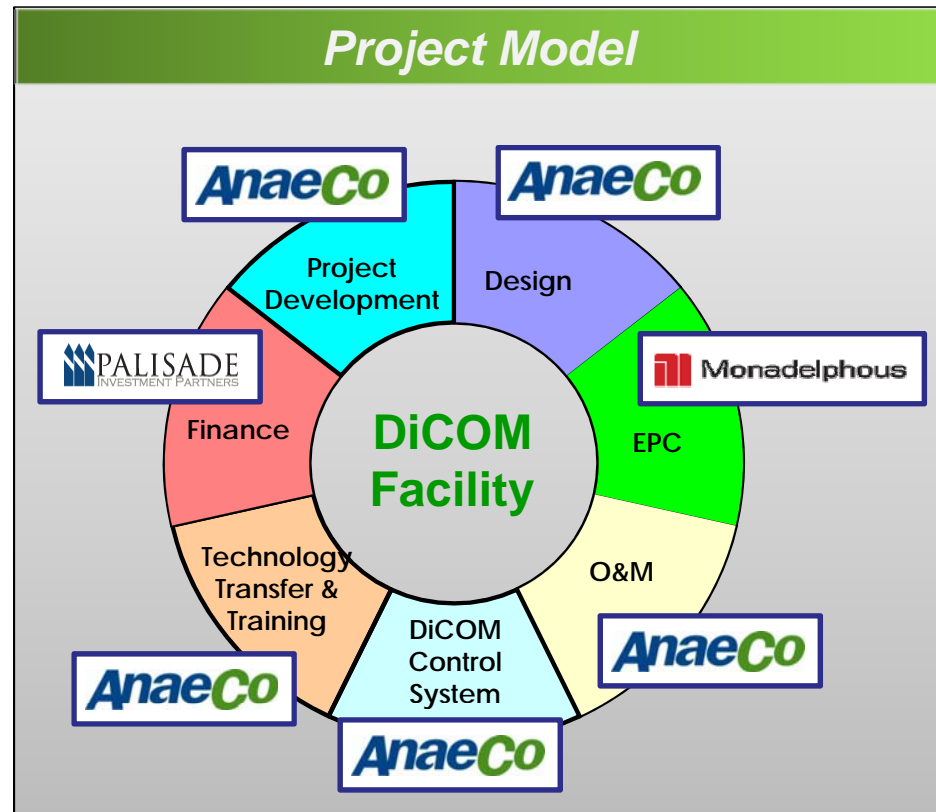 Project Model
AnaeCo
AnaeCo
Project
Development
Design
PALISADE
INVESTMENT PARTNERS
Monadelphous
Finance
DiCOM
Facility
EPC
Technology
Transfer &
Training
O&M
DiCOM
Control
System
AnaeCo
AnaeCo
AnaeCo